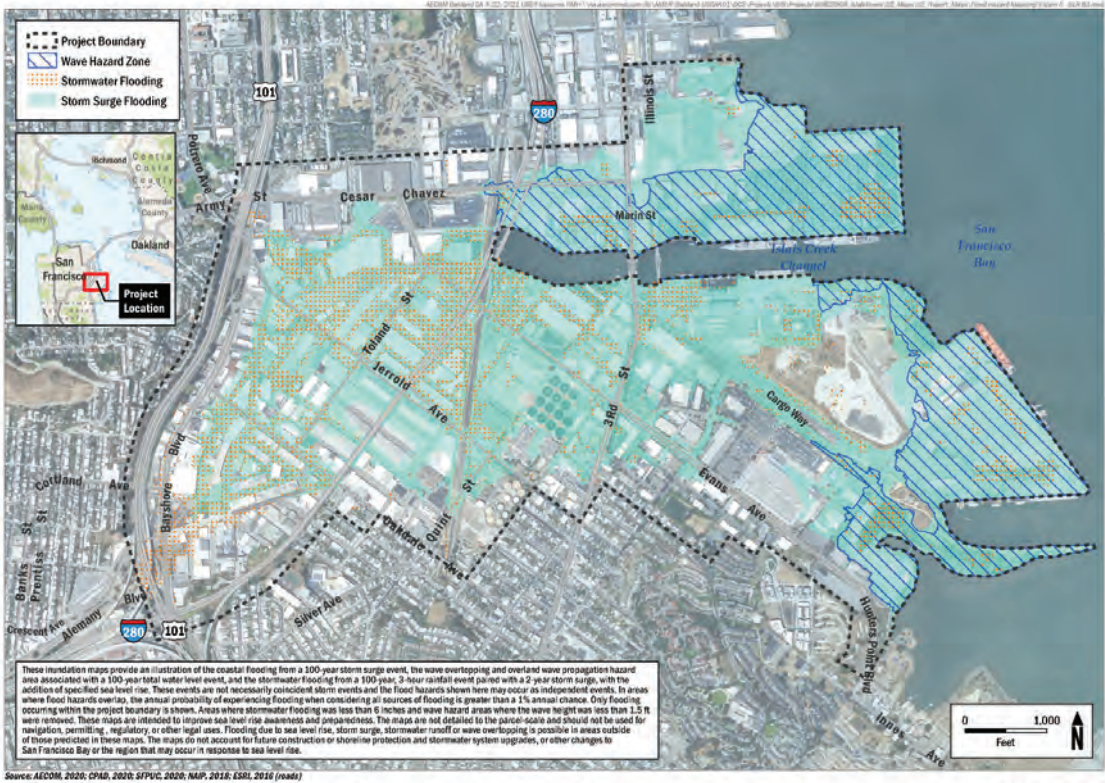 Project Boundary
Wave Hazard Zone
Stormwater Flooding
Storm Surge Flooding
101
280
Illinois St
Richmond
Contra
Costa
County
Marin
County
Alameda
County
Oakland
San
Francisco
Project
Location
Potrero Ave
Army St
Cesar Chavez
Marin St
Islais Creek
Channel
San
Francisco
Bay
Toland St
Jerrold Ave
3Rd St
Cargo Way
Evans Ave
Quint St
Oakdale Ave
Bayshore Blvd
Cortland Ave
Banks St
Prentiss St
Crescent Ave
Alemany Blvd
280
101
Silver Ave
Hunters Point Blvd
Innes Ave
These inundation maps provide an illustration of the coastal flooding from a 100-year storm surge event, the wave overtopping and overland wave propagation hazard
area associated with a 100-year total water level event, and the stormwater flooding from a 100-year, 3-hour rainfall event paired with a 2-year storm surge, with the
addition of specified sea level rise. These events are not necessarily coincident storm events and the flood hazards shown here may occur as independent events. In areas
where flood hazards overlap, the annual probability of experiencing flooding when considering all sources of flooding is greater than a 1% annual chance. Only flooding
occurring within the project boundary is shown. Areas where stormwater flooding was less than 6 inches and wave hazard areas where the wave height was less than 1.5 ft
were removed. These maps are intended to improve sea level rise awareness and preparedness. The maps are not detailed to the parcel-scale and should not be used for
navigation, permitting , regulatory, or other legal uses. Flooding due to sea level rise, storm surge, stormwater runoff or wave overtopping is possible in areas outside
of those predicted in these maps. The maps do not account for future construction or shoreline protection and stormwater system upgrades, or other changes to
San Francisco Bay or the region that may occur in response to sea level rise.
0 1,000
Feet
N
Source: AECOM, 2020; CPAD, 2020; SFPUC, 2020; NAIP, 2018; ESRI, 2016 (roads)